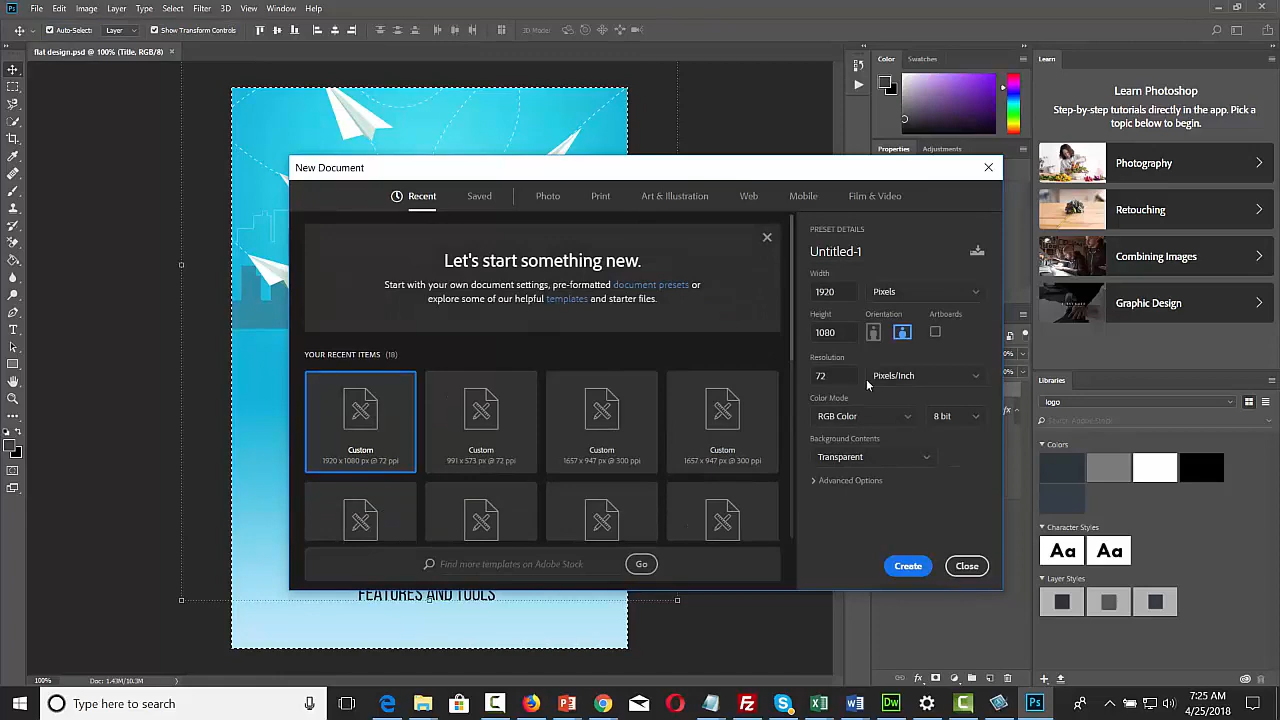 Ps File Edit Image Layer Type Select Filter 3D View Window Help
Auto-Select: Layer Show Transform Controls 3D Mode:
flat design.psd @ 100% (Title, RGB/8) ×
Color Swatches
Learn
Learn Photoshop
Step-by-step tutorials directly in the app. Pick a
topic below to begin.
Properties Adjustments
Photography
Retouching
Combining Images
Graphic Design
New Document
Recent Saved Photo Print Art & Illustration Web Mobile Film & Video
Let's start something new.
Start with your own document settings, pre-formatted document presets or
explore some of our helpful templates and starter files.
YOUR RECENT ITEMS (18)
Custom
1920 x 1080 px @ 72 ppi
Custom
991 x 573 px @ 72 ppi
Custom
1657 x 947 px @ 300 ppi
Custom
1657 x 947 px @ 300 ppi
Find more templates on Adobe Stock Go
PRESET DETAILS
Untitled-1
Width
1920 Pixels
Height Orientation Artboards
1080
Resolution
72 Pixels/Inch
Color Mode
RGB Color 8 bit
Background Contents
Transparent
Advanced Options
Create Close
FEATURES AND TOOLS
Libraries
logo
Colors
Character Styles
Aa Aa
Layer Styles
fx
100% Doc: 1.43M/10.3M
Type here to search
7:25 AM
4/25/2018